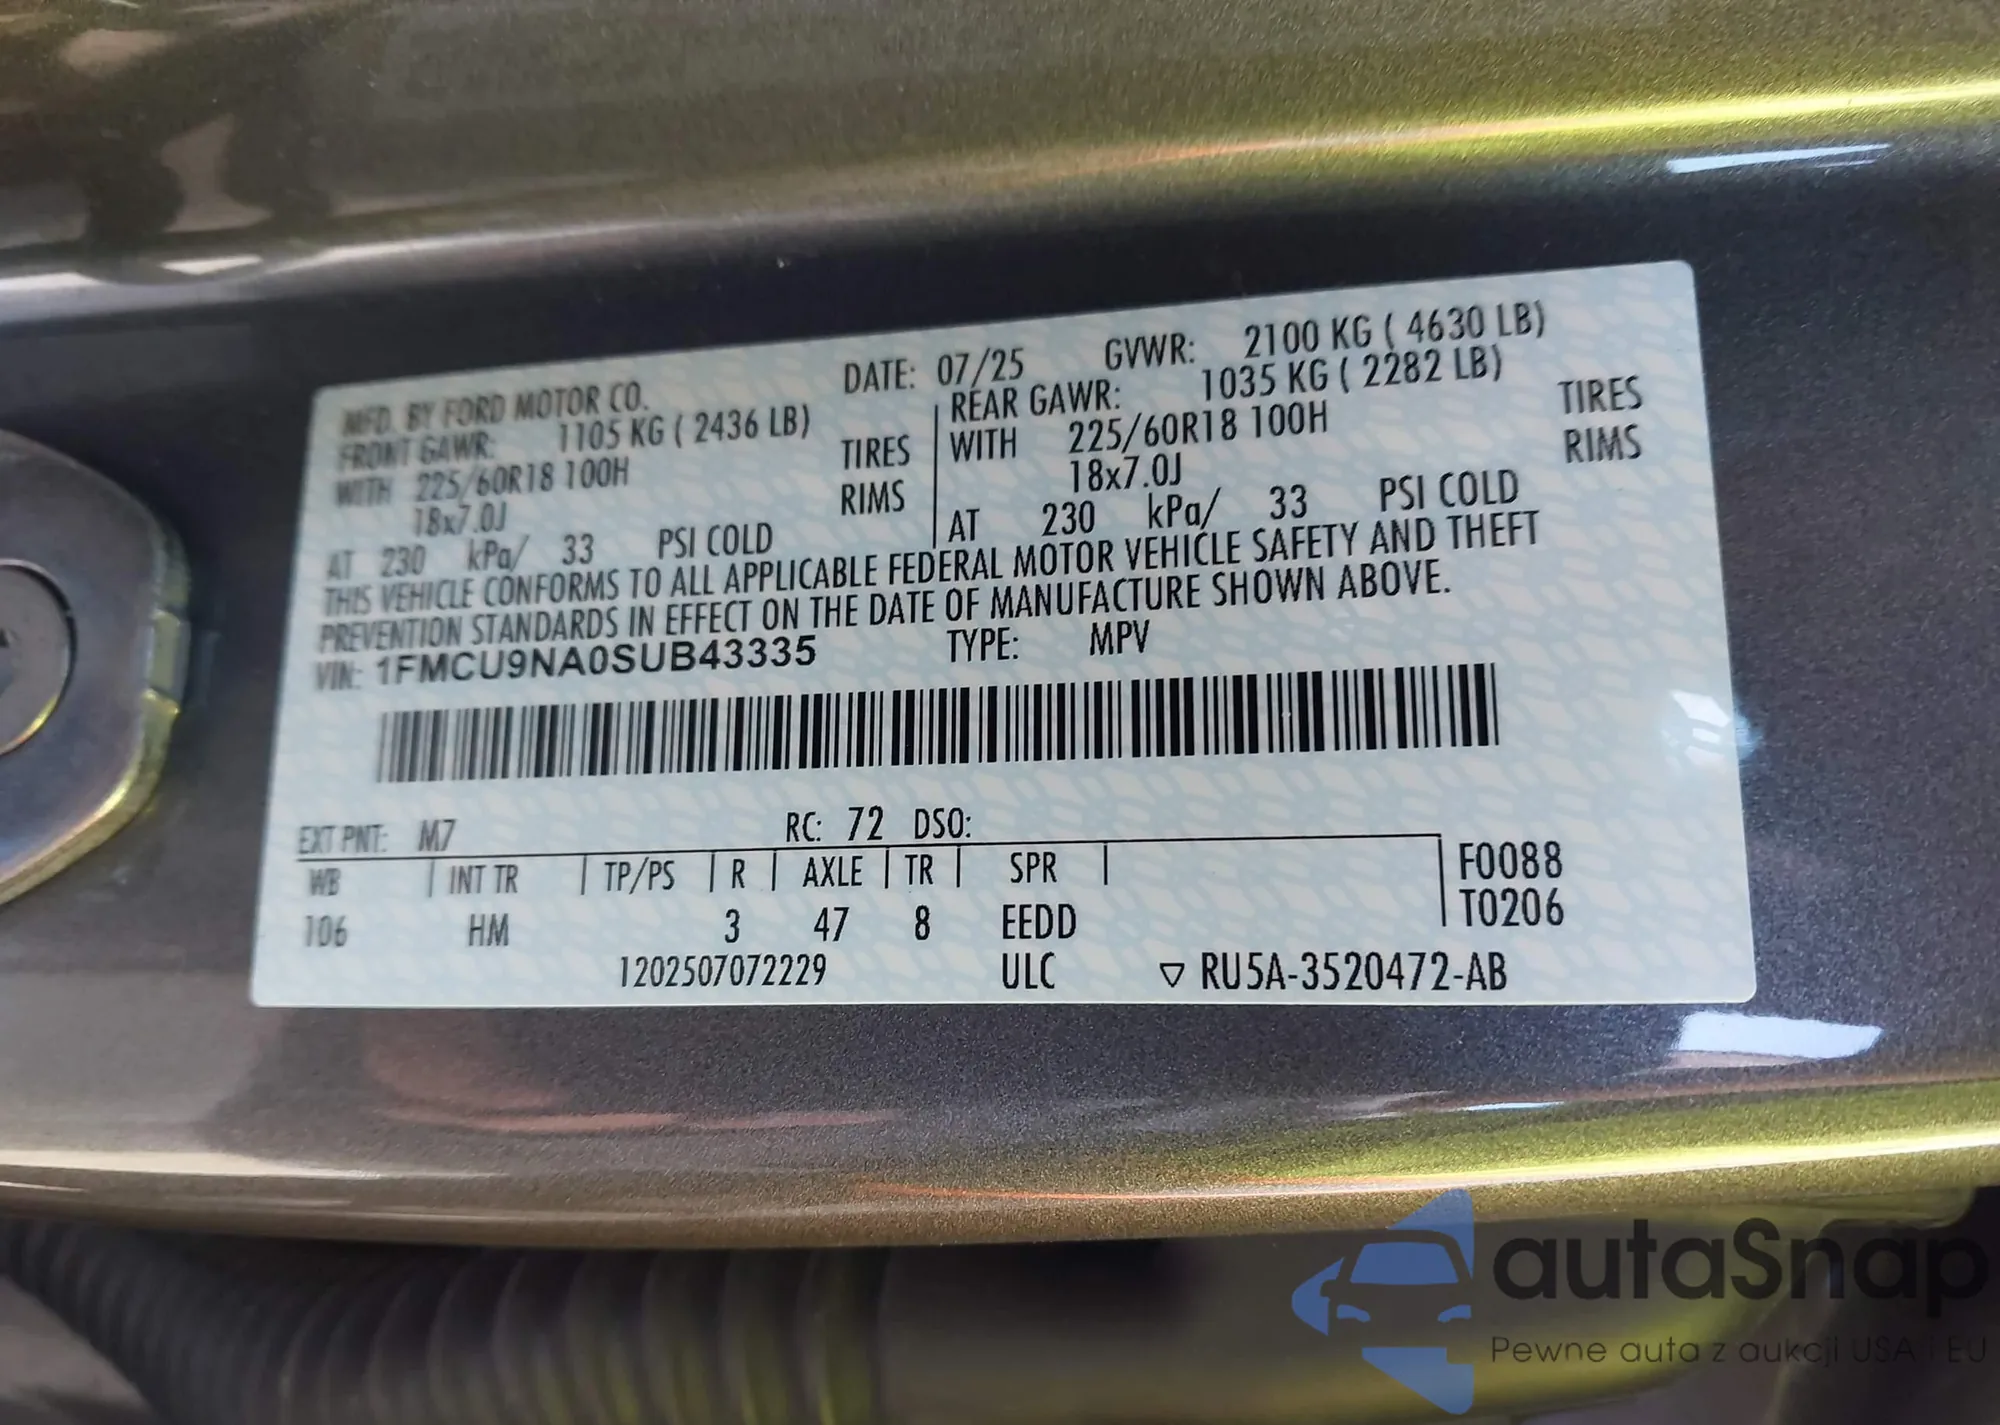 MFD. BY FORD MOTOR CO. DATE: 07/25 GVWR: 2100 KG ( 4630 LB)
FRONT GAWR: 1105 KG ( 2436 LB) REAR GAWR: 1035 KG ( 2282 LB)
WITH 225/60R18 100H TIRES WITH 225/60R18 100H TIRES
18x7.0J RIMS 18x7.0J RIMS
AT 230 kPa/ 33 PSI COLD AT 230 kPa/ 33 PSI COLD
THIS VEHICLE CONFORMS TO ALL APPLICABLE FEDERAL MOTOR VEHICLE SAFETY AND THEFT
PREVENTION STANDARDS IN EFFECT ON THE DATE OF MANUFACTURE SHOWN ABOVE.
VIN: 1FMCU9NA0SUB43335 TYPE: MPV
EXT PNT: M7 RC: 72 DSO:
WB INT TR TP/PS R AXLE TR SPR F0088
106 HM 3 47 8 EEDD T0206
1202507072229 ULC ▽ RU5A-3520472-AB
autaSnap
Pewne auta z aukcji USA i EU